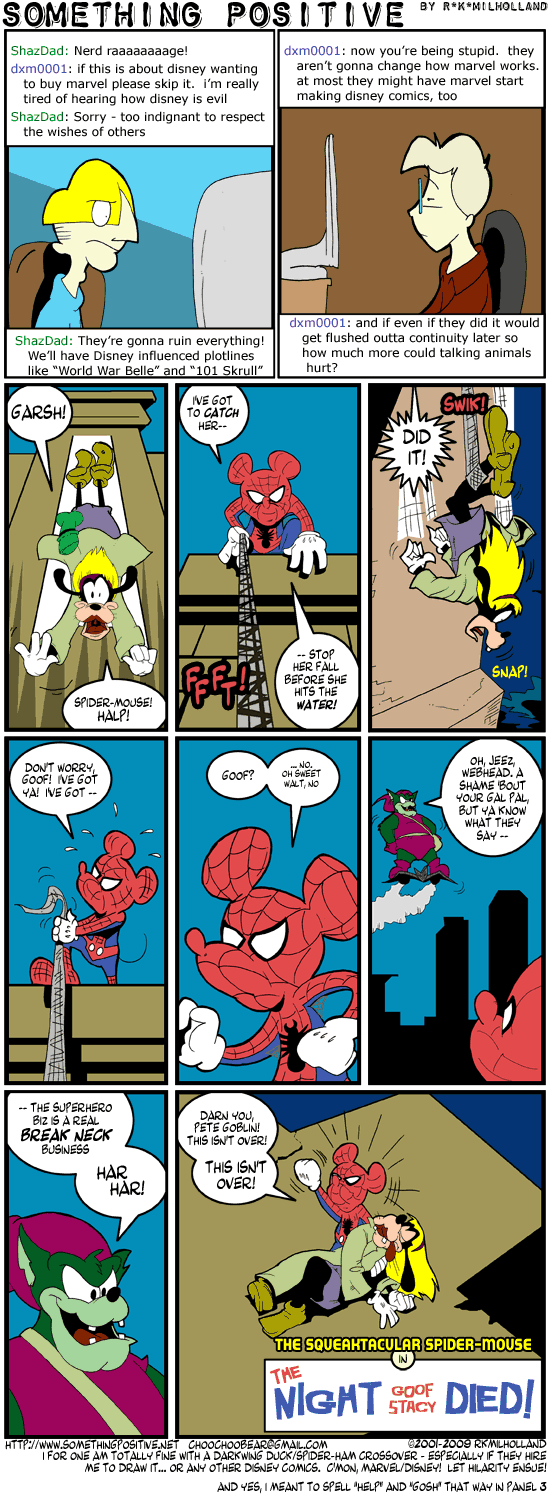 SOMETHING POSITIVE BY R*K*MILHOLLAND
ShazDad: Nerd raaaaaaaage!
dxm0001: if this is about disney wanting
to buy marvel please skip it.  i'm really
tired of hearing how disney is evil
ShazDad: Sorry - too indignant to respect
the wishes of others
ShazDad: They're gonna ruin everything!
We'll have Disney influenced plotlines
like "World War Belle" and "101 Skrull"
dxm0001: now you're being stupid.  they
aren't gonna change how marvel works.
at most they might have marvel start
making disney comics, too
dxm0001: and if even if they did it would
get flushed outta continuity later so
how much more could talking animals
hurt?
GARSH!
SPIDER-MOUSE!
HALP!
I'VE GOT
TO CATCH
HER--
-- STOP
HER FALL
BEFORE SHE
HITS THE
WATER!
FFFT!
SWIK!
DID
IT!
SNAP!
DON'T WORRY,
GOOF! I'VE GOT
YA! I'VE GOT --
GOOF?
... NO.
OH SWEET
WALT, NO
OH, JEEZ,
WEBHEAD. A
SHAME 'BOUT
YOUR GAL PAL,
BUT YA KNOW
WHAT THEY
SAY --
-- THE SUPERHERO
BIZ IS A REAL
BREAK NECK
BUSINESS
HAR
HAR!
DARN YOU,
PETE GOBLIN!
THIS ISN'T OVER!
THIS ISN'T
OVER!
THE SQUEAKTACULAR SPIDER-MOUSE
IN
THE
NIGHT GOOF STACY DIED!
HTTP://WWW.SOMETHINGPOSITIVE.NET CHOOCHOOBEAR@GMAIL.COM ©2001-2009 RKMILHOLLAND
I FOR ONE AM TOTALLY FINE WITH A DARKWING DUCK/SPIDER-HAM CROSSOVER - ESPECIALLY IF THEY HIRE
ME TO DRAW IT... OR ANY OTHER DISNEY COMICS. C'MON, MARVEL/DISNEY! LET HILARITY ENSUE!
AND YES, I MEANT TO SPELL "HELP" AND "GOSH" THAT WAY IN PANEL 3